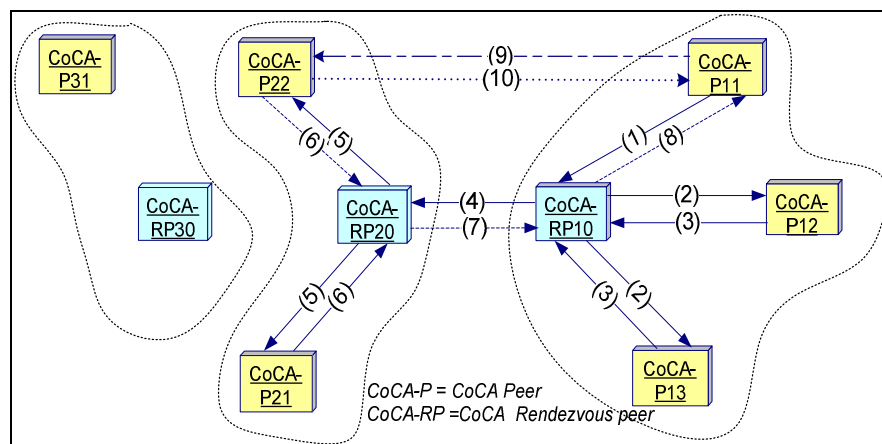 CoCA-
P31
CoCA-
P22
(9)
(10)
CoCA-
P11
(6)
(5)
(1)
(8)
CoCA-
RP30
CoCA-
RP20
(4)
(7)
CoCA-
RP10
(2)
(3)
CoCA-
P12
(5)
(6)
(3)
(2)
CoCA-
P21
CoCA-
P13
CoCA-P = CoCA Peer
CoCA-RP =CoCA Rendezvous peer